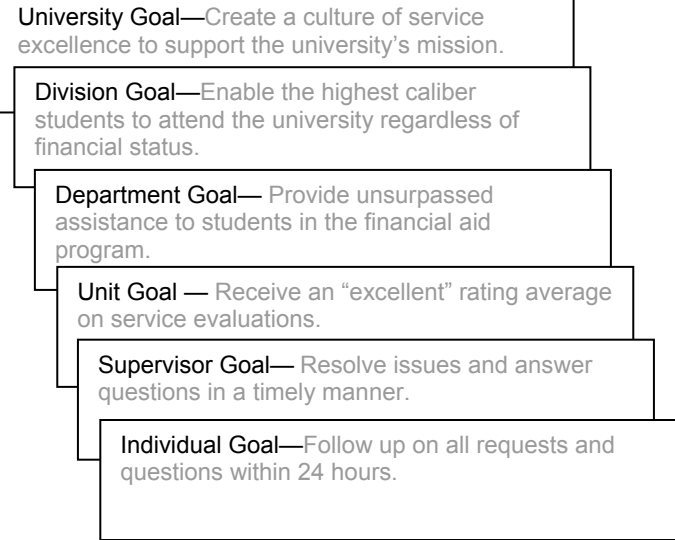 University Goal—Create a culture of service
excellence to support the university’s mission.
Division Goal—Enable the highest caliber
students to attend the university regardless of
financial status.
Department Goal— Provide unsurpassed
assistance to students in the financial aid
program.
Unit Goal — Receive an “excellent” rating average
on service evaluations.
Supervisor Goal— Resolve issues and answer
questions in a timely manner.
Individual Goal—Follow up on all requests and
questions within 24 hours.